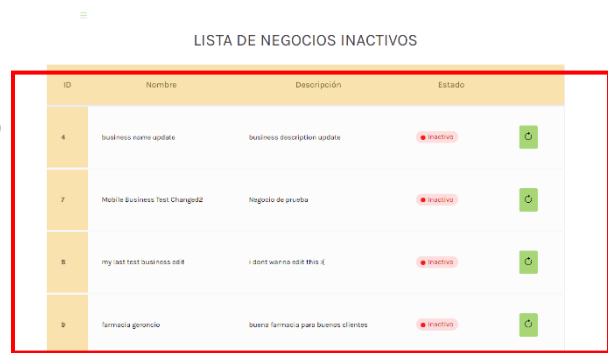 LISTA DE NEGOCIOS INACTIVOS
ID Nombre Descripción Estado
4 business name update business description update Inactivo
7 Mobile Business Test Changed2 Negocio de prueba Inactivo
8 my last test business edit i dont wanna edit this :( Inactivo
9 farmacia geroncio buena farmacia para buenos clientes Inactivo